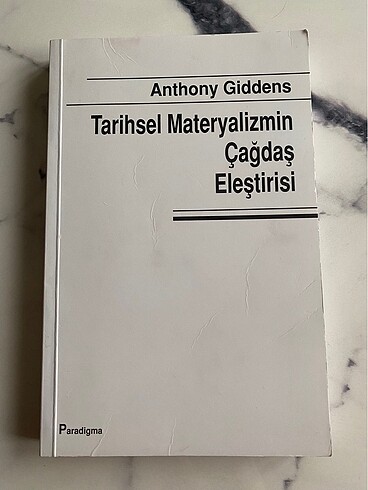 Anthony Giddens
Tarihsel Materyalizmin
Çağdaş
Eleştirisi
Paradigma